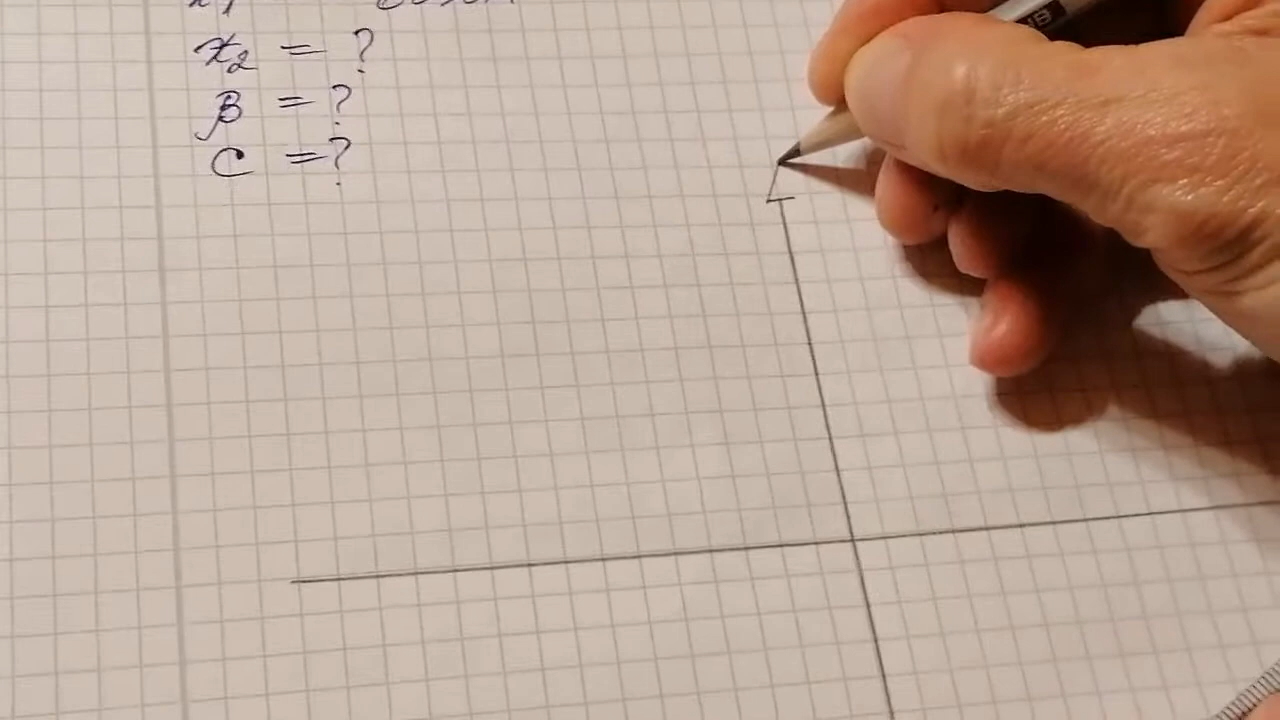 x₂ = ?
β = ?
C = ?